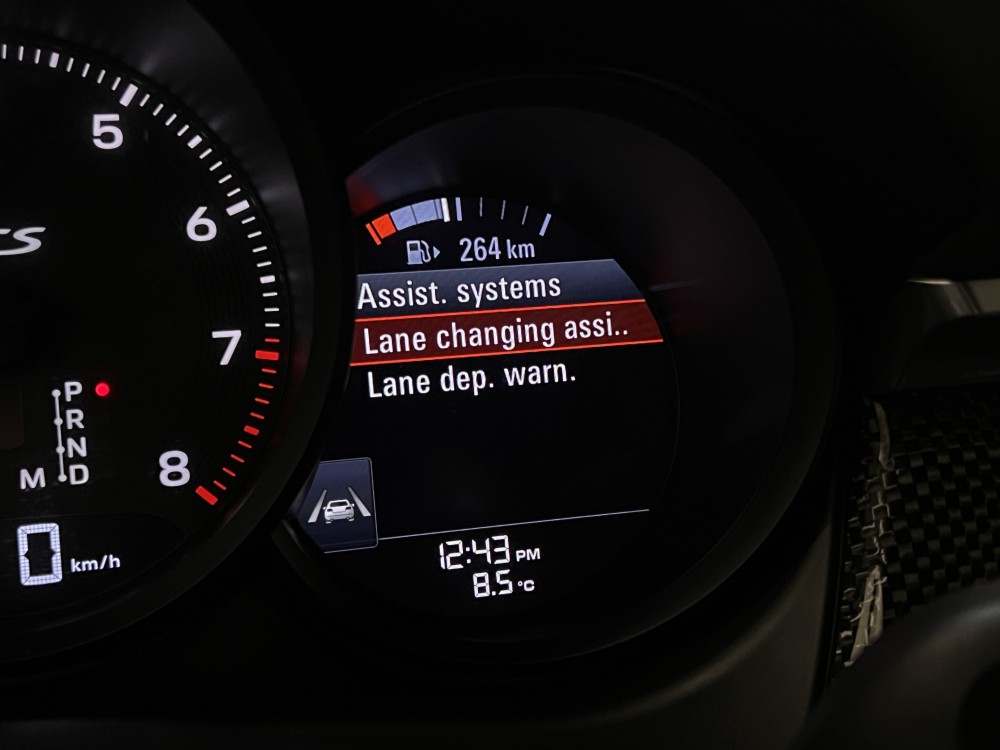 5
6
7
8
P
R
N
M D
0 km/h
264 km
Assist. systems
Lane changing assi..
Lane dep. warn.
12:43 PM
8.5 °C